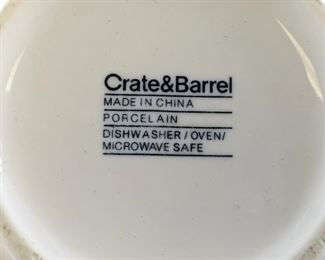 Crate&Barrel
MADE IN CHINA
PORCELAIN
DISHWASHER/OVEN/
MICROWAVE SAFE